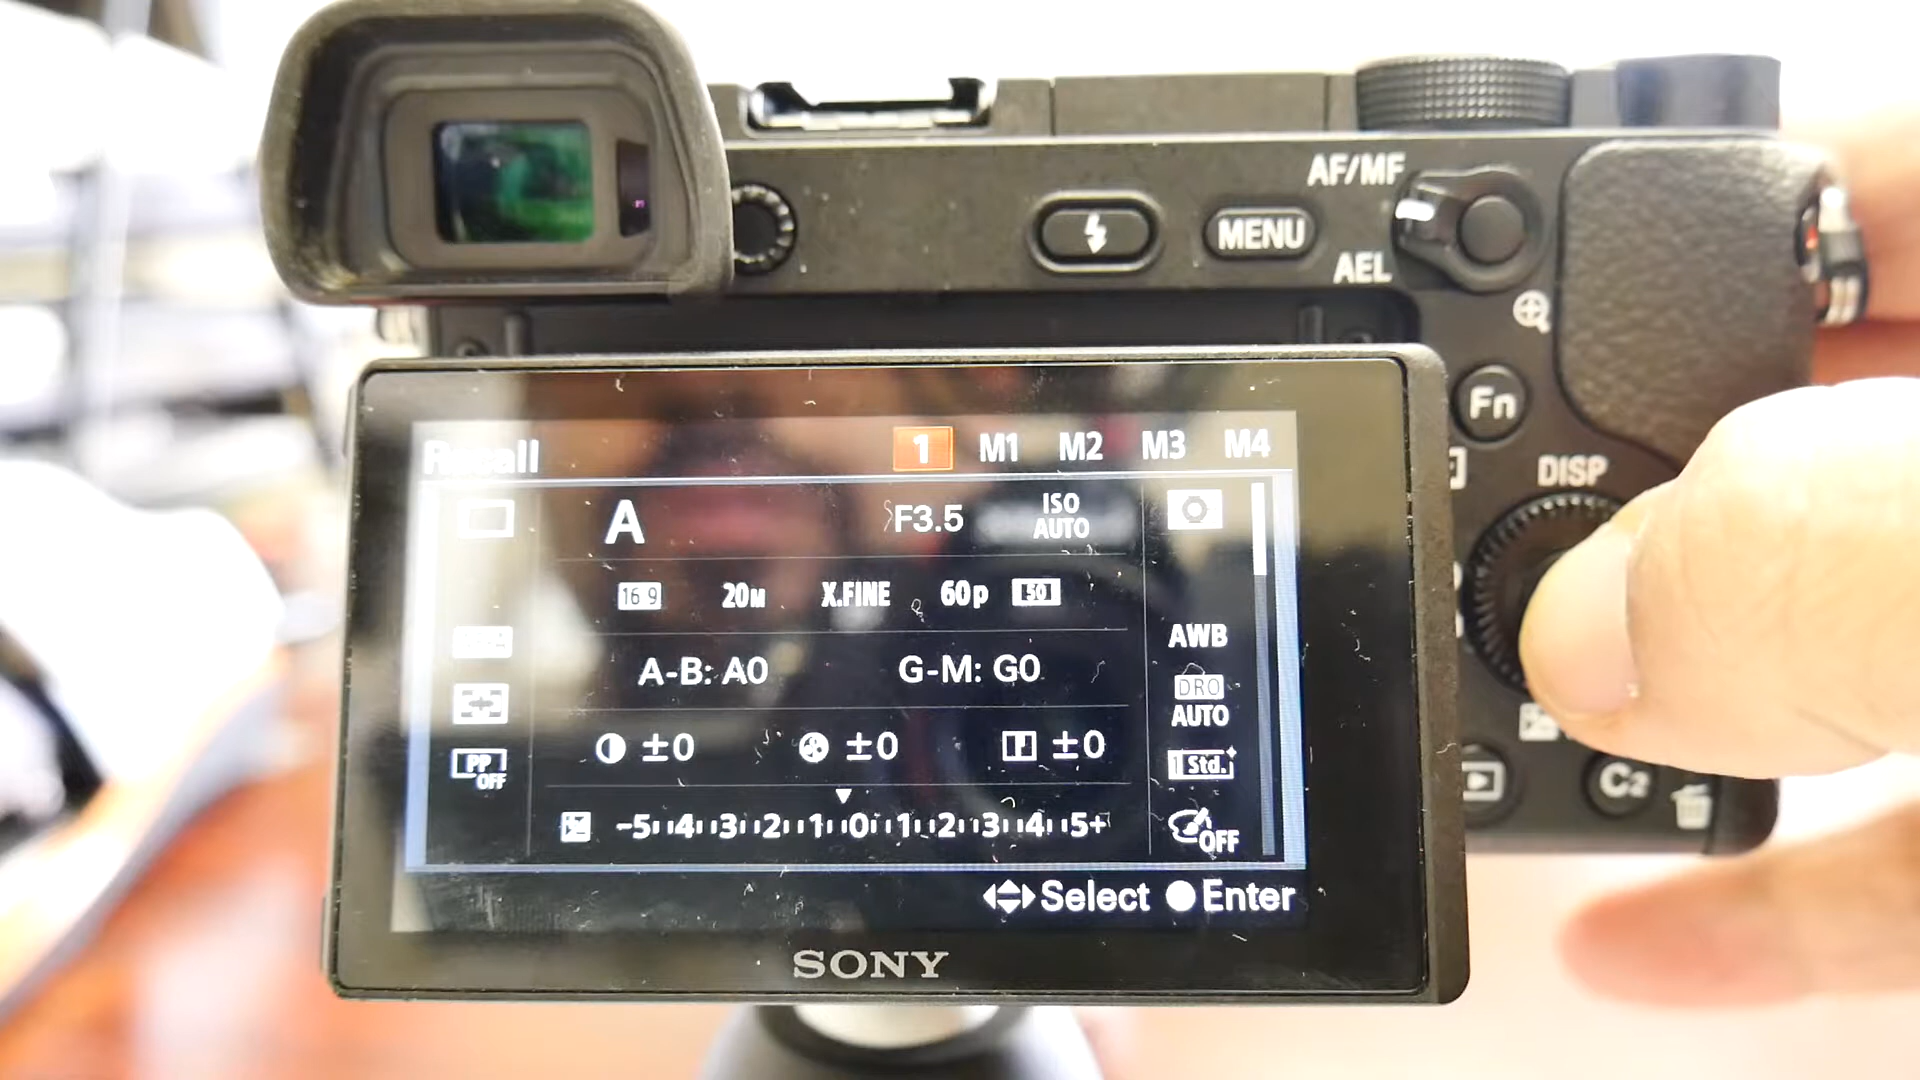 AF/MF
MENU
AEL
Fn
DISP
Recall 1 M1 M2 M3 M4
A F3.5 ISO AUTO
16:9 20M X.FINE 60p 50
AWB
A-B: A0 G-M: G0
DRO AUTO
±0 ±0 ±0
PP OFF
1 Std.
-5 4 3 2 1 0 1 2 3 4 5+
OFF
Select Enter
C2
SONY